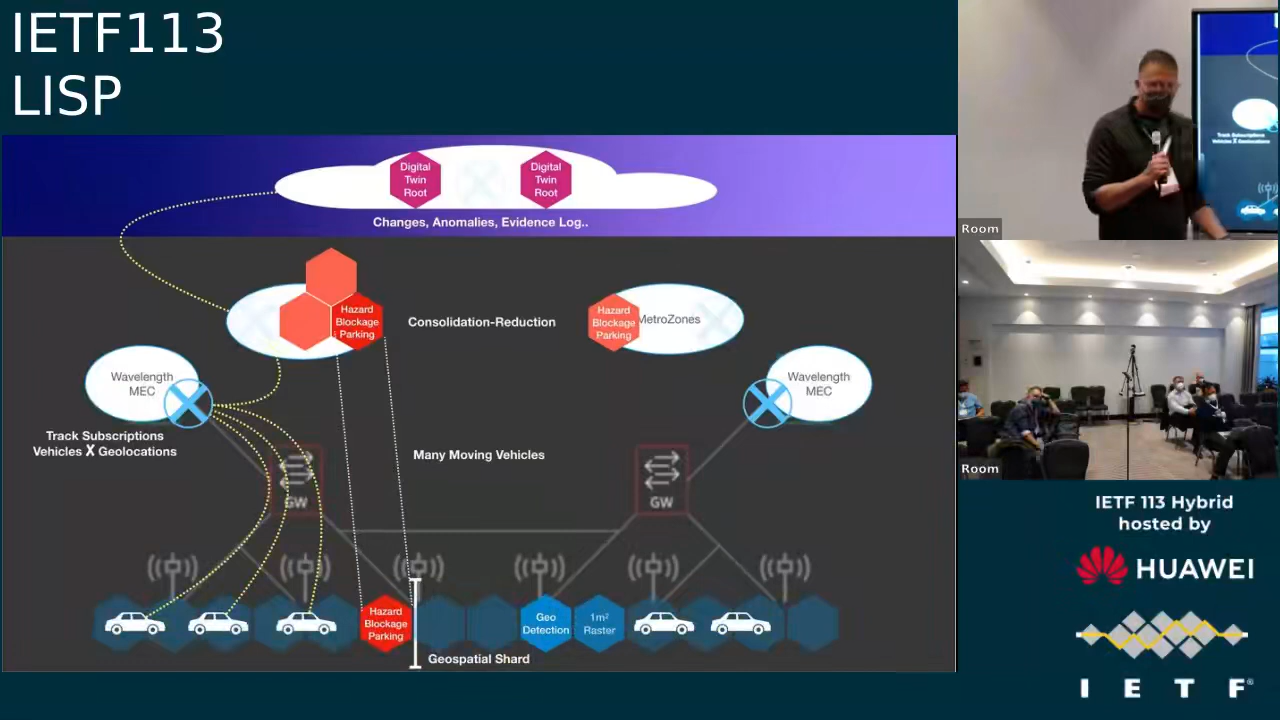 IETF113
LISP
Digital
Twin
Root
Digital
Twin
Root
Changes, Anomalies, Evidence Log..
Hazard
Blockage
Parking
Consolidation-Reduction
Hazard
Blockage
Parking
MetroZones
Wavelength
MEC
Wavelength
MEC
Track Subscriptions
Vehicles X Geolocations
Many Moving Vehicles
GW
GW
Hazard
Blockage
Parking
Geo
Detection
1m²
Raster
Geospatial Shard
Room
Room
IETF 113 Hybrid
hosted by
HUAWEI
I E T F®